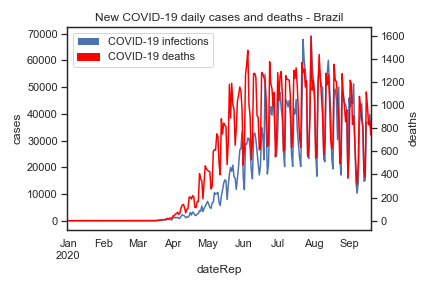 New COVID-19 daily cases and deaths - Brazil
COVID-19 infections
COVID-19 deaths
cases
70000
60000
50000
40000
30000
20000
10000
0
deaths
1600
1400
1200
1000
800
600
400
200
0
Jan Feb Mar Apr May Jun Jul Aug Sep
2020
dateRep